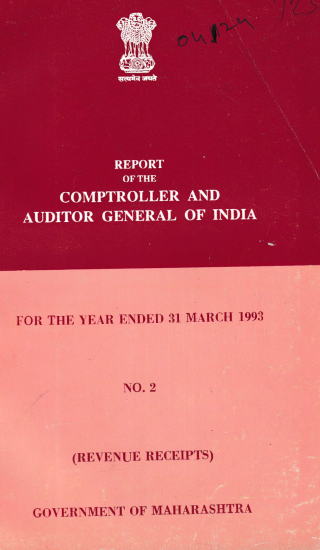 सत्यमेव जयते
REPORT
OF THE
COMPTROLLER AND
AUDITOR GENERAL OF INDIA
FOR THE YEAR ENDED 31 MARCH 1993
NO. 2
(REVENUE RECEIPTS)
GOVERNMENT OF MAHARASHTRA